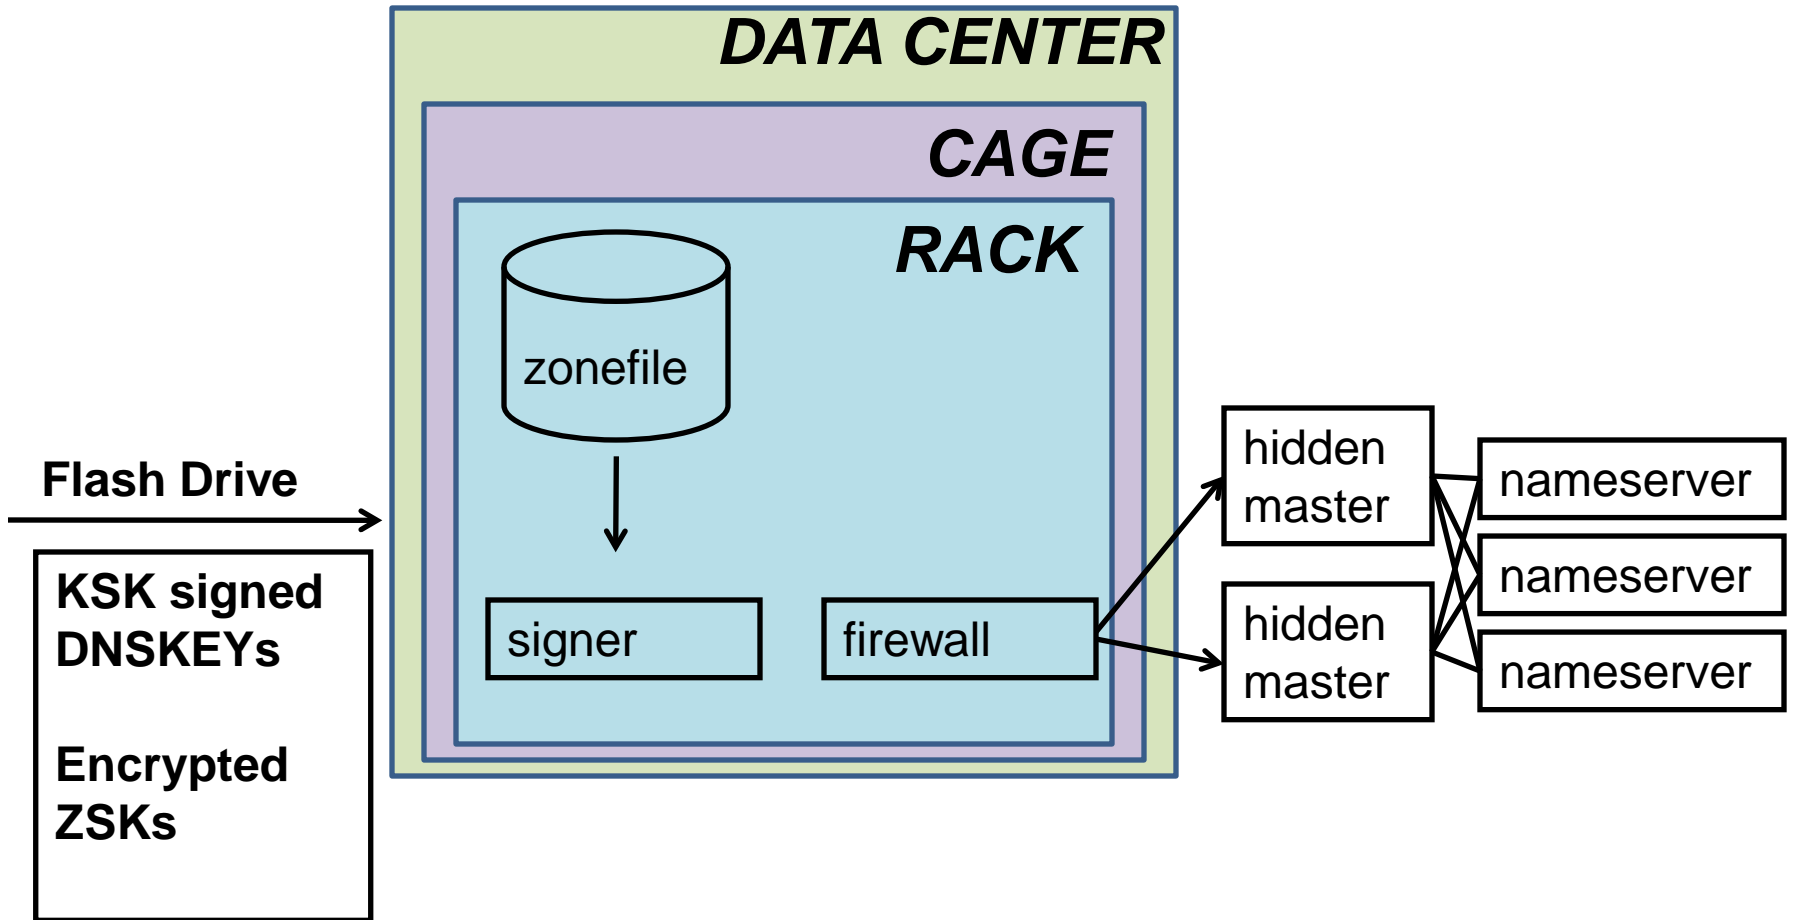 DATA CENTER
CAGE
RACK
zonefile
signer
firewall
Flash Drive
KSK signed
DNSKEYs
Encrypted
ZSKs
hidden
master
hidden
master
nameserver
nameserver
nameserver